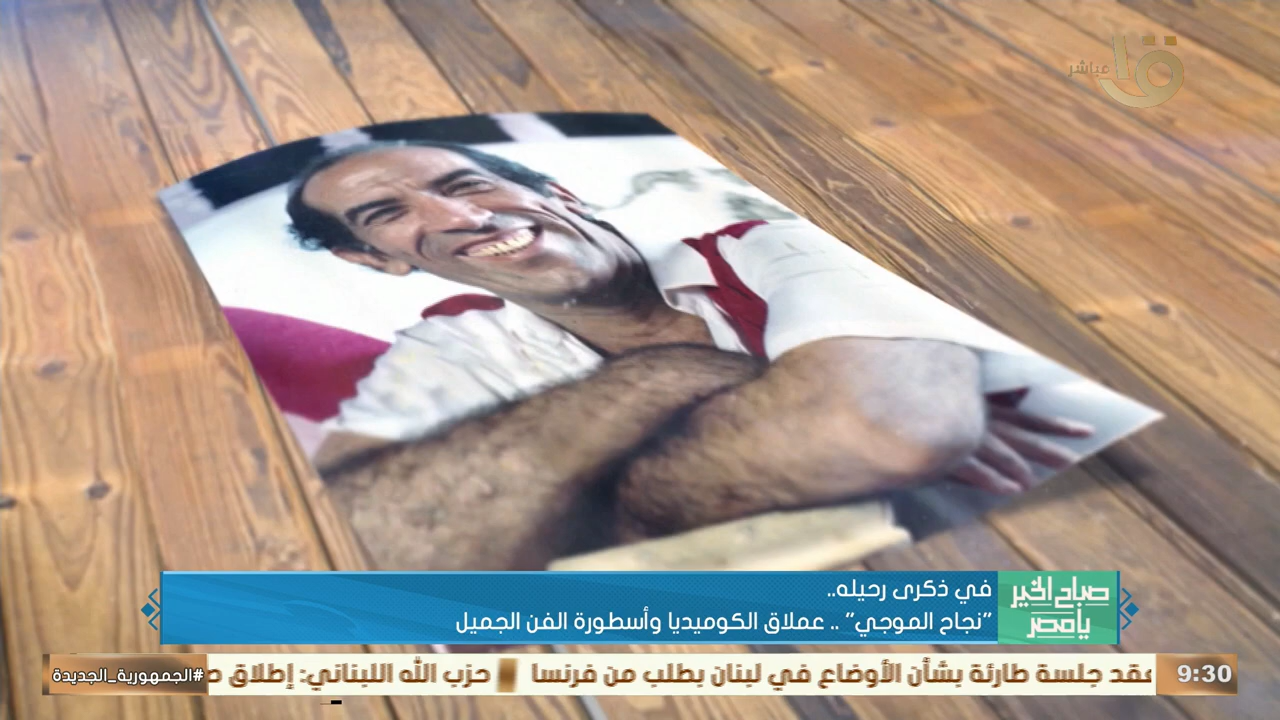 مباشر
في ذكرى رحيله..
"نجاح الموجي" .. عملاق الكوميديا وأسطورة الفن الجميل
صباح الخير
يا مصر
9:30
عقد جلسة طارئة بشأن الأوضاع في لبنان بطلب من فرنسا
حزب الله اللبناني: إطلاق
#الجمهورية_الجديدة